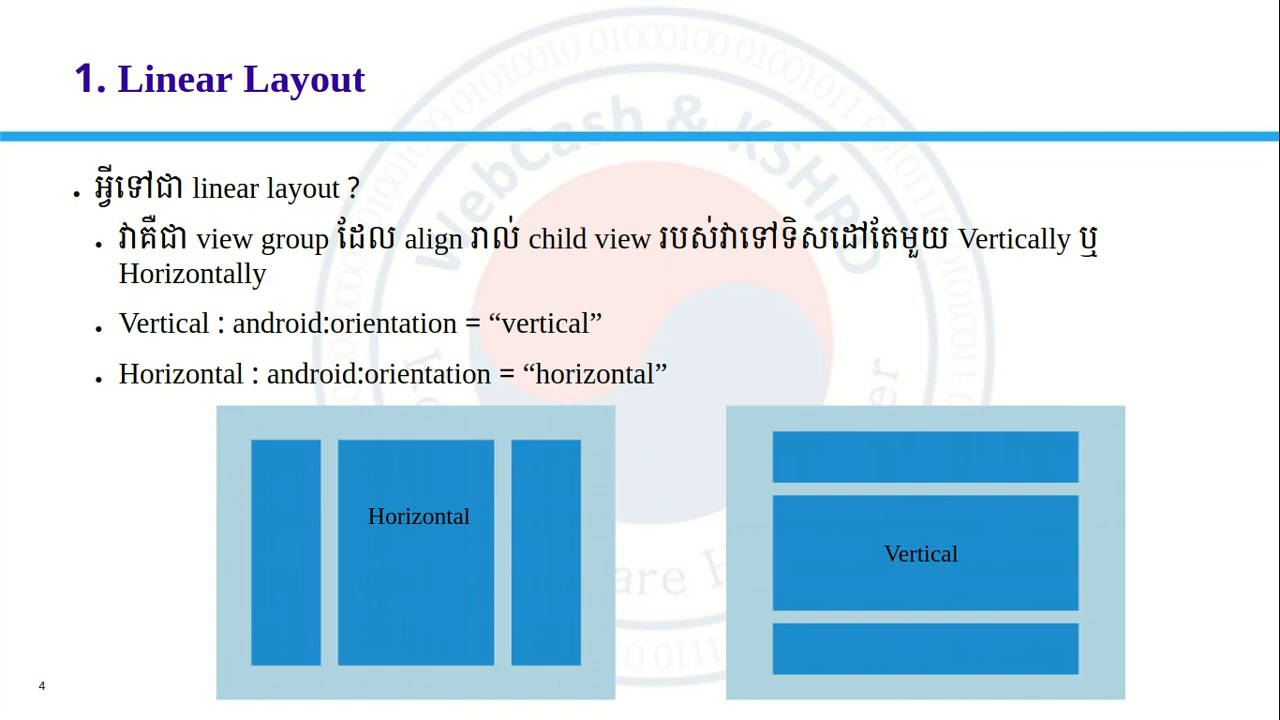 1. Linear Layout
• អ្វីទៅជា linear layout ?
• វាគឺជា view group ដែល align រាល់ child view របស់វាទៅទិសដៅតែមួយ Vertically ឬ
Horizontally
• Vertical : android:orientation = “vertical”
• Horizontal : android:orientation = “horizontal”
Horizontal
Vertical
4
WebCash & KSHRD